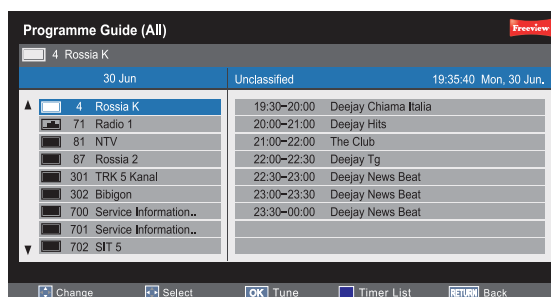 Programme Guide (All)
Freeview
4 Rossia K
30 Jun
Unclassified 19:35:40 Mon, 30 Jun.
4 Rossia K
71 Radio 1
81 NTV
87 Rossia 2
301 TRK 5 Kanal
302 Bibigon
700 Service Information..
701 Service Information..
702 SIT 5
19:30-20:00 Deejay Chiama Italia
20:00-21:00 Deejay Hits
21:00-22:00 The Club
22:00-22:30 Deejay Tg
22:30-23:00 Deejay News Beat
23:00-23:30 Deejay News Beat
23:30-00:00 Deejay News Beat
Change Select OK Tune Timer List RETURN Back